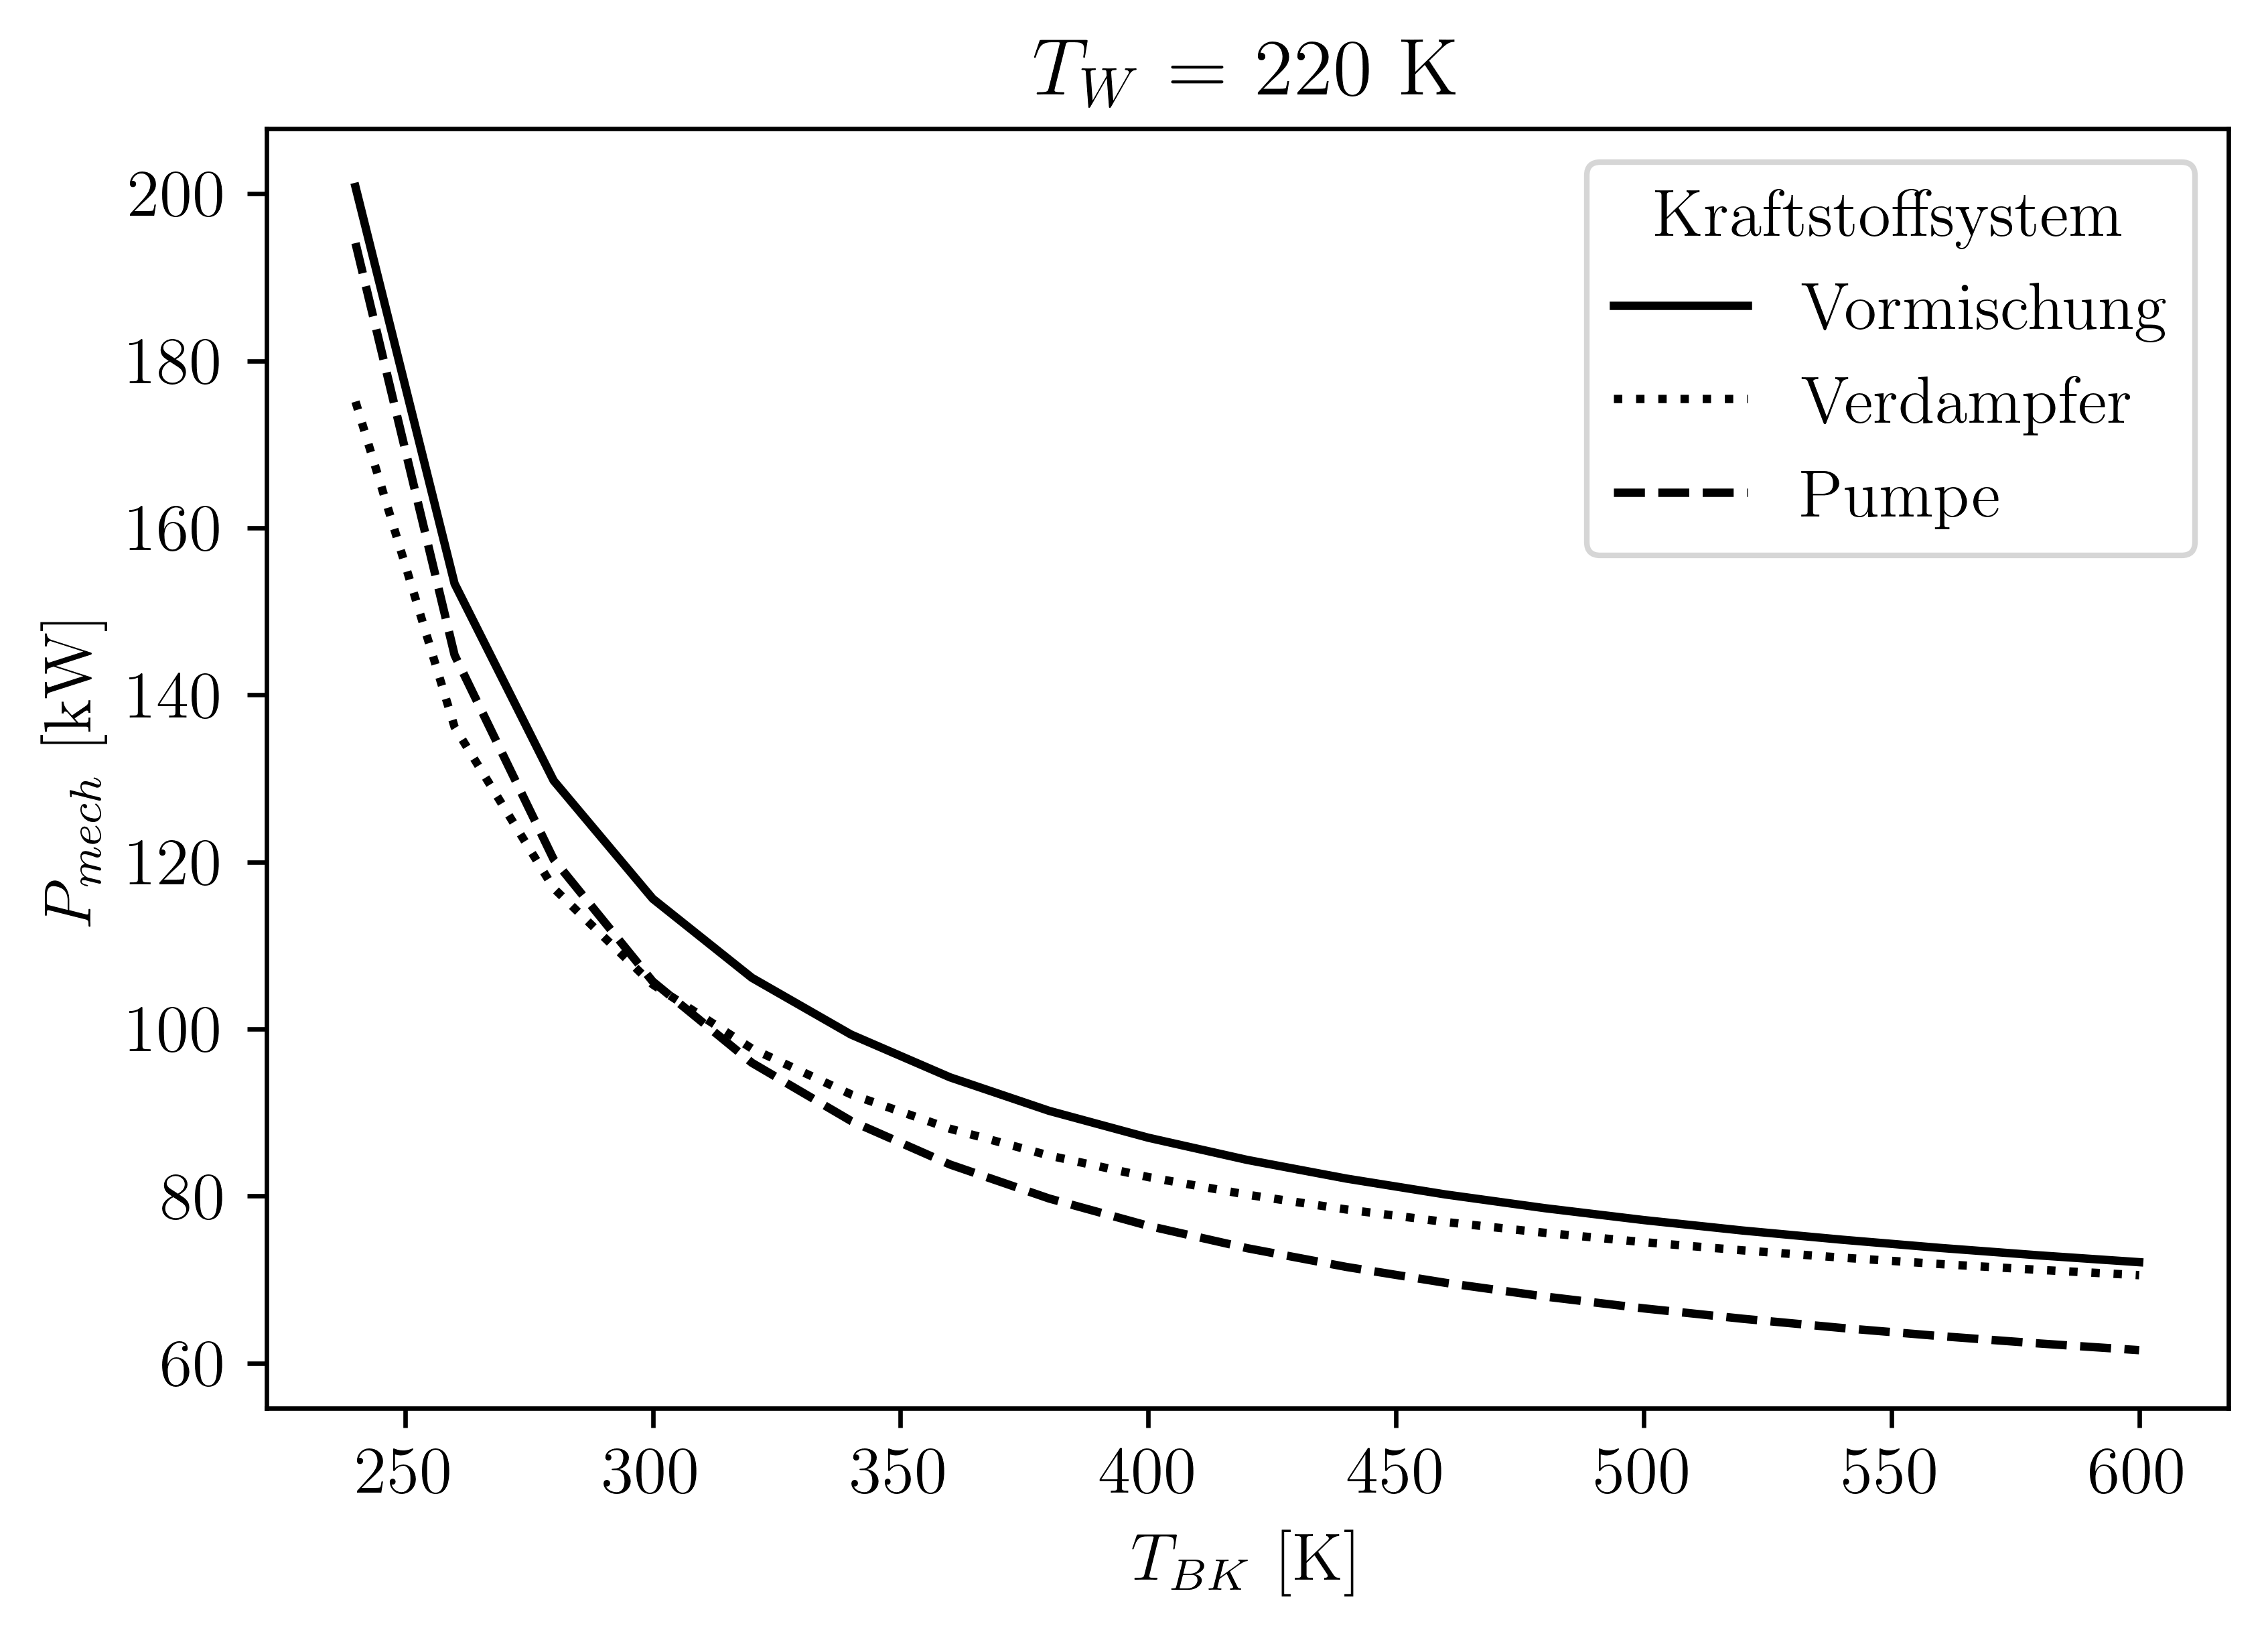 T_W = 220 K
P_mech [kW]
200
180
160
140
120
100
80
60
Kraftstoffsystem
Vormischung
Verdampfer
Pumpe
250 300 350 400 450 500 550 600
T_BK [K]